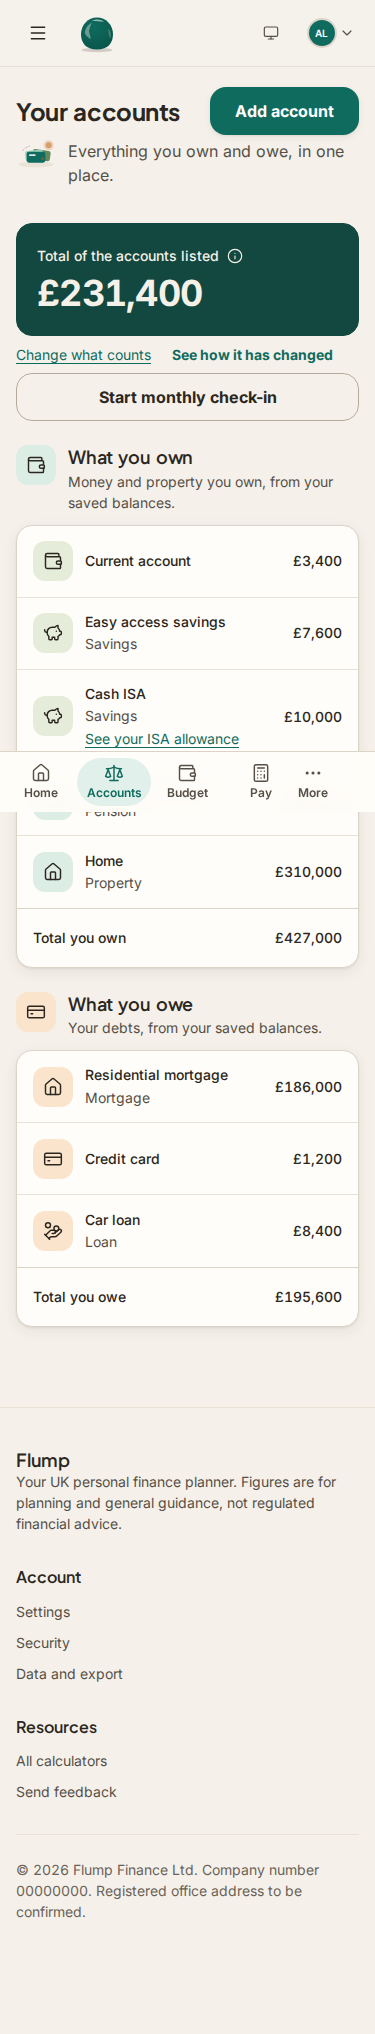 AL
Your accounts
Add account
Everything you own and owe, in one
place.
Total of the accounts listed
£231,400
Change what counts
See how it has changed
Start monthly check-in
What you own
Money and property you own, from your
saved balances.
Current account
£3,400
Easy access savings
£7,600
Savings
Cash ISA
Savings
£10,000
See your ISA allowance
Home
Accounts
Budget
Pay
More
Pension
Home
£310,000
Property
Total you own
£427,000
What you owe
Your debts, from your saved balances.
Residential mortgage
£186,000
Mortgage
Credit card
£1,200
Car loan
£8,400
Loan
Total you owe
£195,600
Flump
Your UK personal finance planner. Figures are for
planning and general guidance, not regulated
financial advice.
Account
Settings
Security
Data and export
Resources
All calculators
Send feedback
© 2026 Flump Finance Ltd. Company number
00000000. Registered office address to be
confirmed.